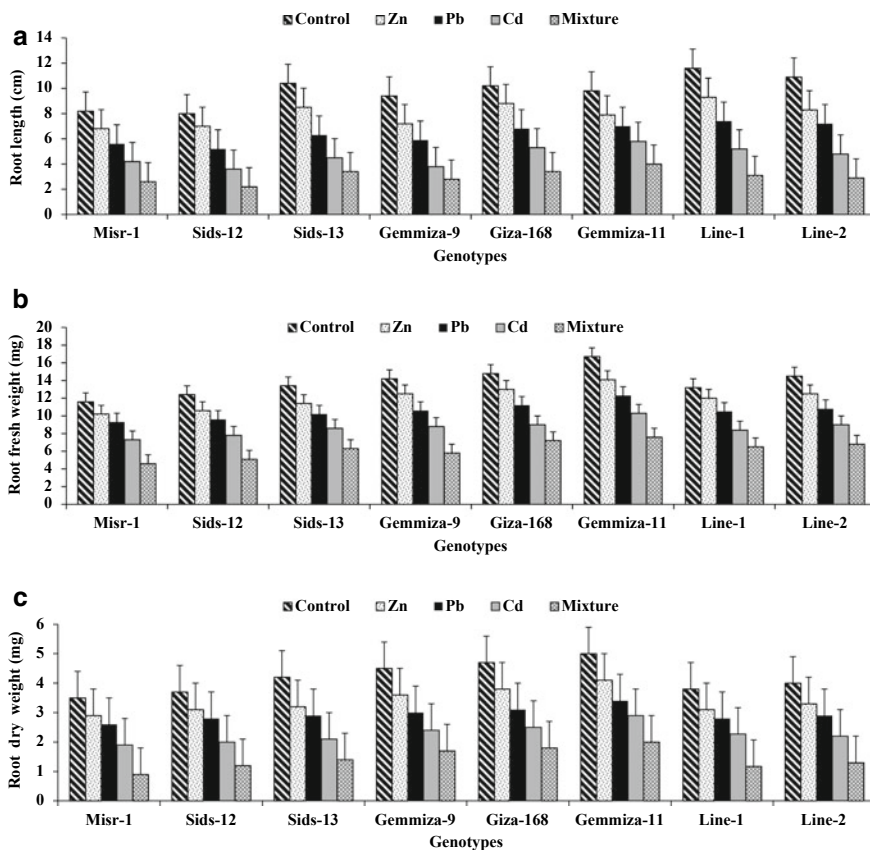 a
Control Zn Pb Cd Mixture
Root length (cm)
14
12
10
8
6
4
2
0
Misr-1 Sids-12 Sids-13 Gemmiza-9 Giza-168 Gemmiza-11 Line-1 Line-2
Genotypes
b
Control Zn Pb Cd Mixture
Root fresh weight (mg)
20
18
16
14
12
10
8
6
4
2
0
Misr-1 Sids-12 Sids-13 Gemmiza-9 Giza-168 Gemmiza-11 Line-1 Line-2
Genotypes
c
Control Zn Pb Cd Mixture
Root dry weight (mg)
6
5
4
3
2
1
0
Misr-1 Sids-12 Sids-13 Gemmiza-9 Giza-168 Gemmiza-11 Line-1 Line-2
Genotypes